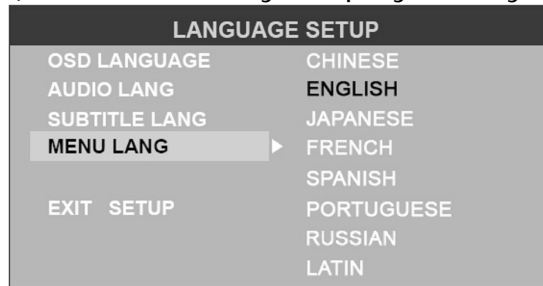 LANGUAGE SETUP
OSD LANGUAGE
AUDIO LANG
SUBTITLE LANG
MENU LANG
EXIT SETUP
CHINESE
ENGLISH
JAPANESE
FRENCH
SPANISH
PORTUGUESE
RUSSIAN
LATIN